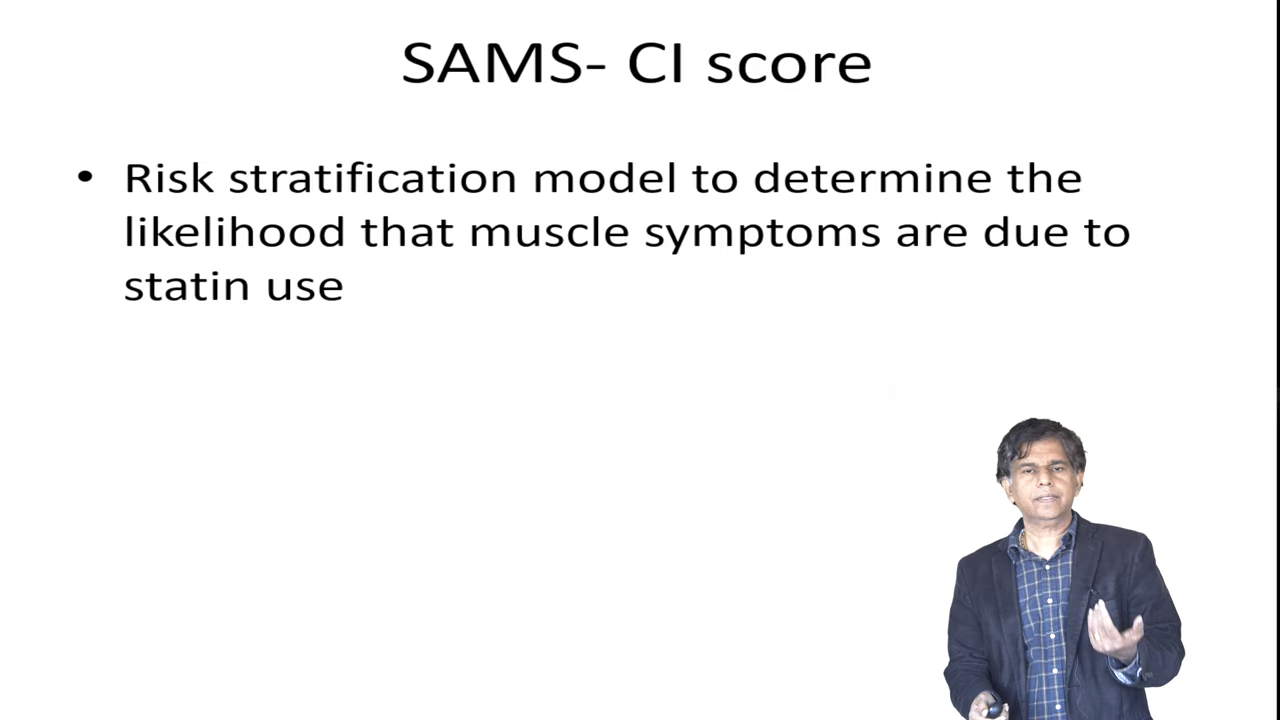 SAMS- CI score
• Risk stratification model to determine the
likelihood that muscle symptoms are due to
statin use